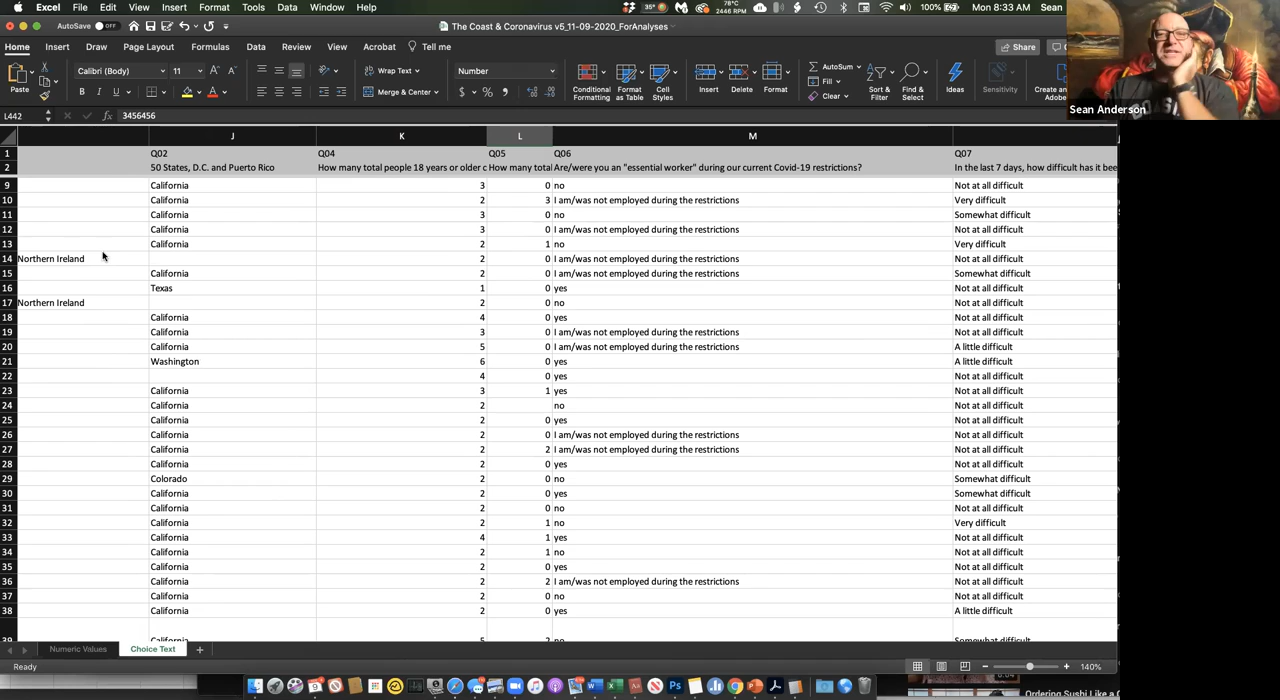 Excel File Edit View Insert Format Tools Data Window Help 35° 78°C 2446 RPM 100% Mon Nov 9 8:33 AM Sean
AutoSave OFF The Coast & Coronavirus v5_11-09-2020_ForAnalyses
Home Insert Draw Page Layout Formulas Data Review View Acrobat Tell me Share
Paste Calibri (Body) 11 Wrap Text Number Conditional Formatting Format as Table Cell Styles Insert Delete Format AutoSum Fill Clear Sort & Filter Find & Select Ideas Sensitivity Create an Adobe
B I U Merge & Center
Sean Anderson
L442 fx 3456456
J K L M
1 Q02 Q04 Q05 Q06 Q07
2 50 States, D.C. and Puerto Rico How many total people 18 years or older c How many total Are/were you an "essential worker" during our current Covid-19 restrictions? In the last 7 days, how difficult has it bee
9 California 3 0 no Not at all difficult
10 California 2 3 I am/was not employed during the restrictions Very difficult
11 California 3 0 no Somewhat difficult
12 California 3 0 I am/was not employed during the restrictions Not at all difficult
13 California 2 1 no Very difficult
14 Northern Ireland 2 0 I am/was not employed during the restrictions Not at all difficult
15 California 2 0 I am/was not employed during the restrictions Somewhat difficult
16 Texas 1 0 yes Not at all difficult
17 Northern Ireland 2 0 no Not at all difficult
18 California 4 0 yes Not at all difficult
19 California 3 0 I am/was not employed during the restrictions Not at all difficult
20 California 5 0 I am/was not employed during the restrictions A little difficult
21 Washington 6 0 yes A little difficult
22 4 0 yes Not at all difficult
23 California 3 1 yes Not at all difficult
24 California 2 no Not at all difficult
25 California 2 0 yes Not at all difficult
26 California 2 0 I am/was not employed during the restrictions Not at all difficult
27 California 2 2 I am/was not employed during the restrictions Not at all difficult
28 California 2 0 yes Not at all difficult
29 Colorado 2 0 no Somewhat difficult
30 California 2 0 yes Somewhat difficult
31 California 2 0 no Not at all difficult
32 California 2 1 no Very difficult
33 California 4 1 yes Not at all difficult
34 California 2 1 no Not at all difficult
35 California 2 0 yes Not at all difficult
36 California 2 2 I am/was not employed during the restrictions Not at all difficult
37 California 2 0 no Not at all difficult
38 California 2 0 yes A little difficult
39 California 5 2 no Somewhat difficult
Numeric Values Choice Text +
Ready 140%
Ordering Sushi Like a